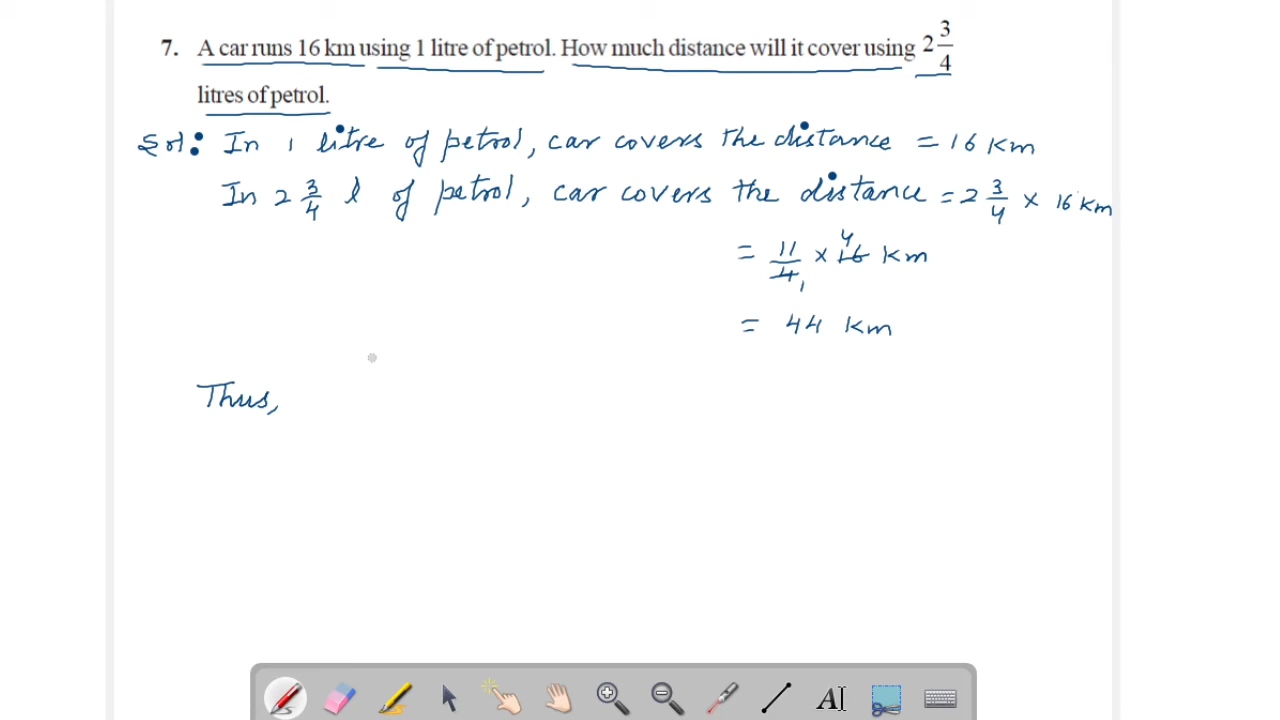 7. A car runs 16 km using 1 litre of petrol. How much distance will it cover using 2 3/4
litres of petrol.
Sol: In 1 litre of petrol, car covers the distance = 16 km
In 2 3/4 l of petrol, car covers the distance = 2 3/4 × 16 km
= 11/4 1 × 16 4 km
= 44 km
Thus,
AI